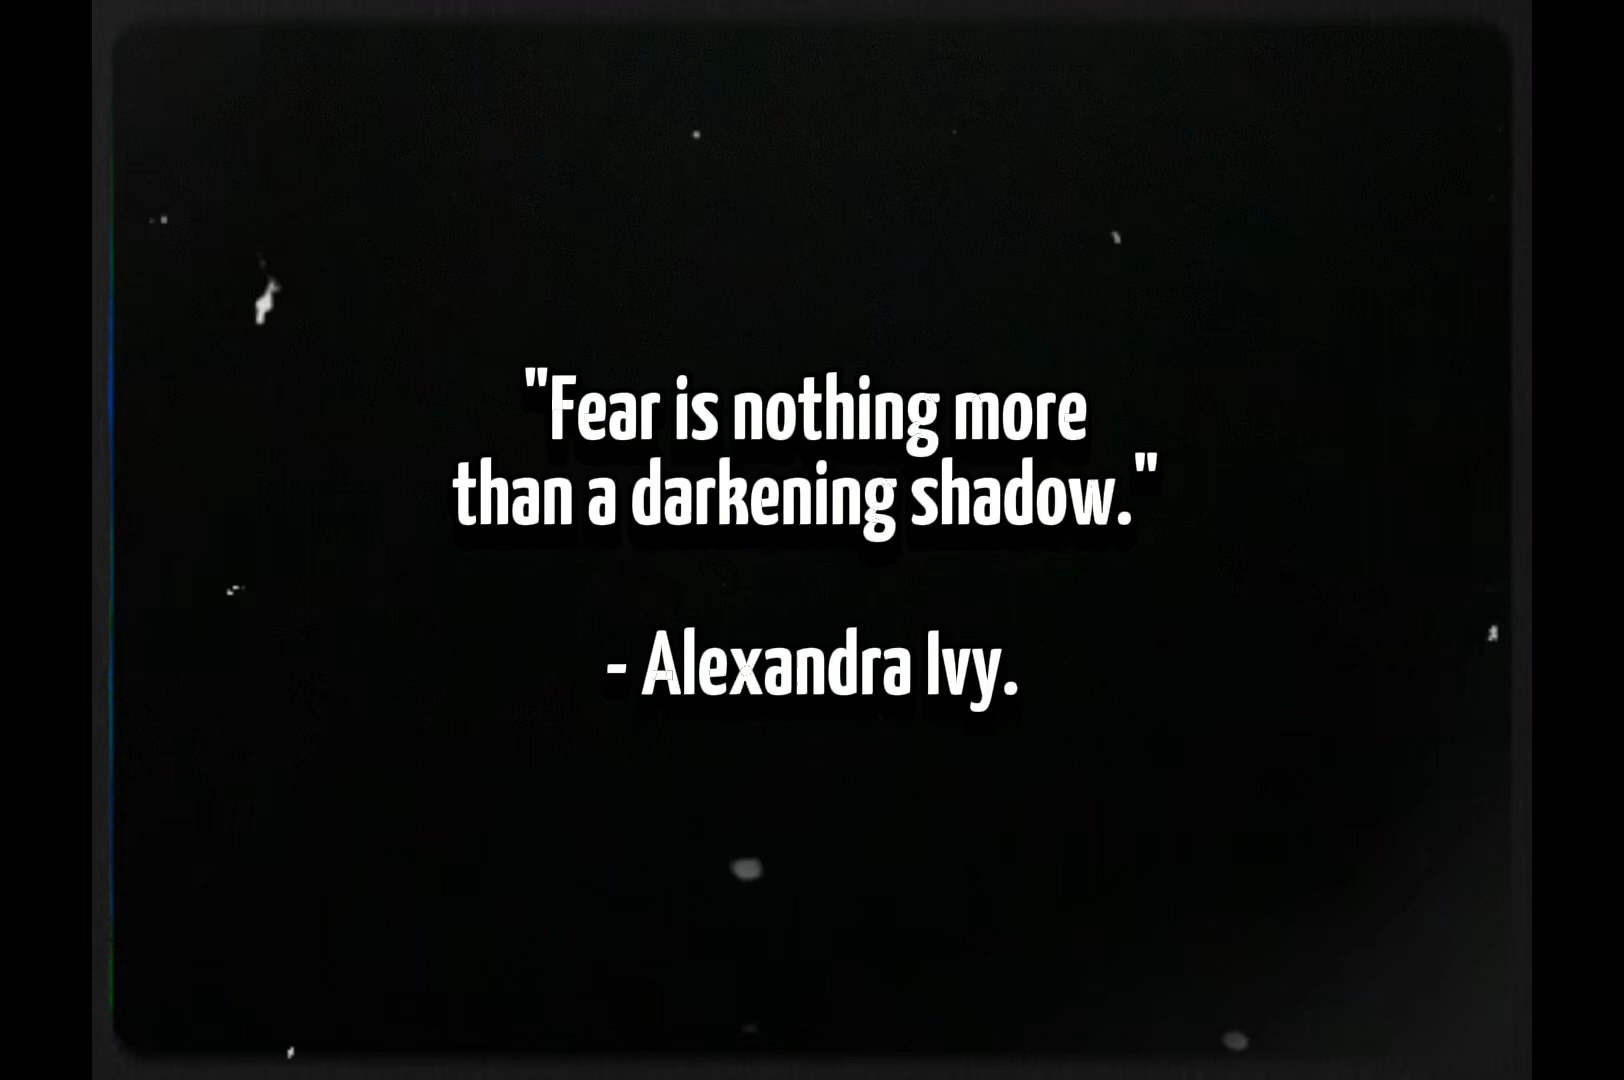 "Fear is nothing more
than a darkening shadow."
- Alexandra Ivy.